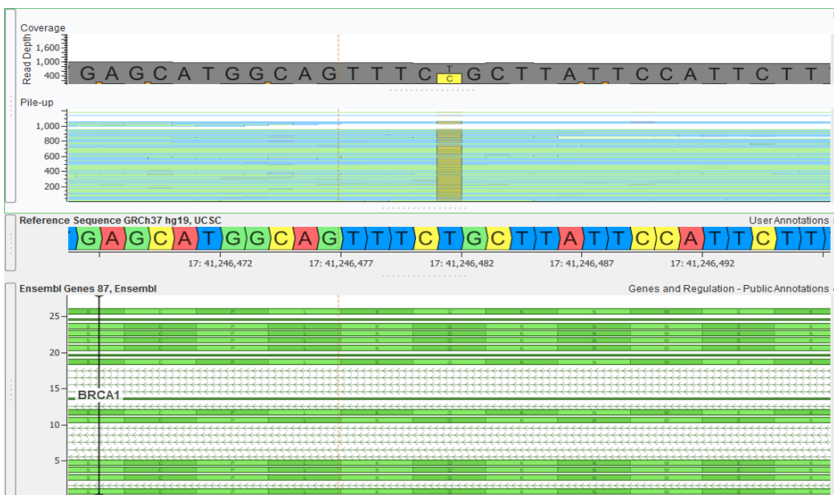 Coverage
Read Depth
1,600
1,000
400
G A G C A T G G C A G T T T C T G C T T A T T C C A T T C T T
C
Pile-up
1,000
800
600
400
200
Reference Sequence GRCh37 hg19, UCSC
User Annotations
G A G C A T G G C A G T T T C T G C T T A T T C C A T T C T T
17: 41,246,472 17: 41,246,477 17: 41,246,482 17: 41,246,487 17: 41,246,492
Ensembl Genes 87, Ensembl
Genes and Regulation - Public Annotations
25
S C P L K Q K N W E K
S C P L K Q K N W E K
S C P L K Q K N W E K
S C P L K Q K N W E K
S C P L K Q K N W E K
20
S C P L K Q K N W E K
15
BRCA1
S C P L K Q K N W E K
S C P L K Q K N W E K
10
5
S C P L K Q K N W E K
S C P L K Q K N W E K
S C P L K Q K N W E K
S C P L K Q K N W E K